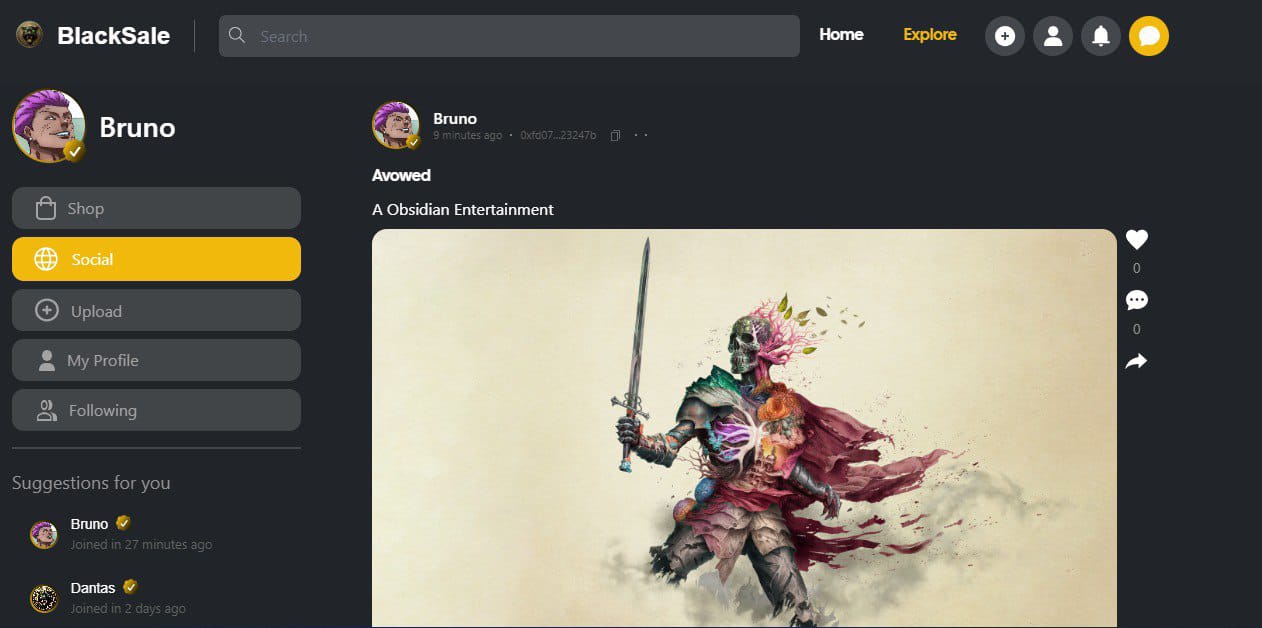 BlackSale
Search
Home
Explore
Bruno
Shop
Social
Upload
My Profile
Following
Suggestions for you
Bruno
Joined in 27 minutes ago
Dantas
Joined in 2 days ago
Bruno
9 minutes ago • 0xfd07...23247b
Avowed
A Obsidian Entertainment
0
0